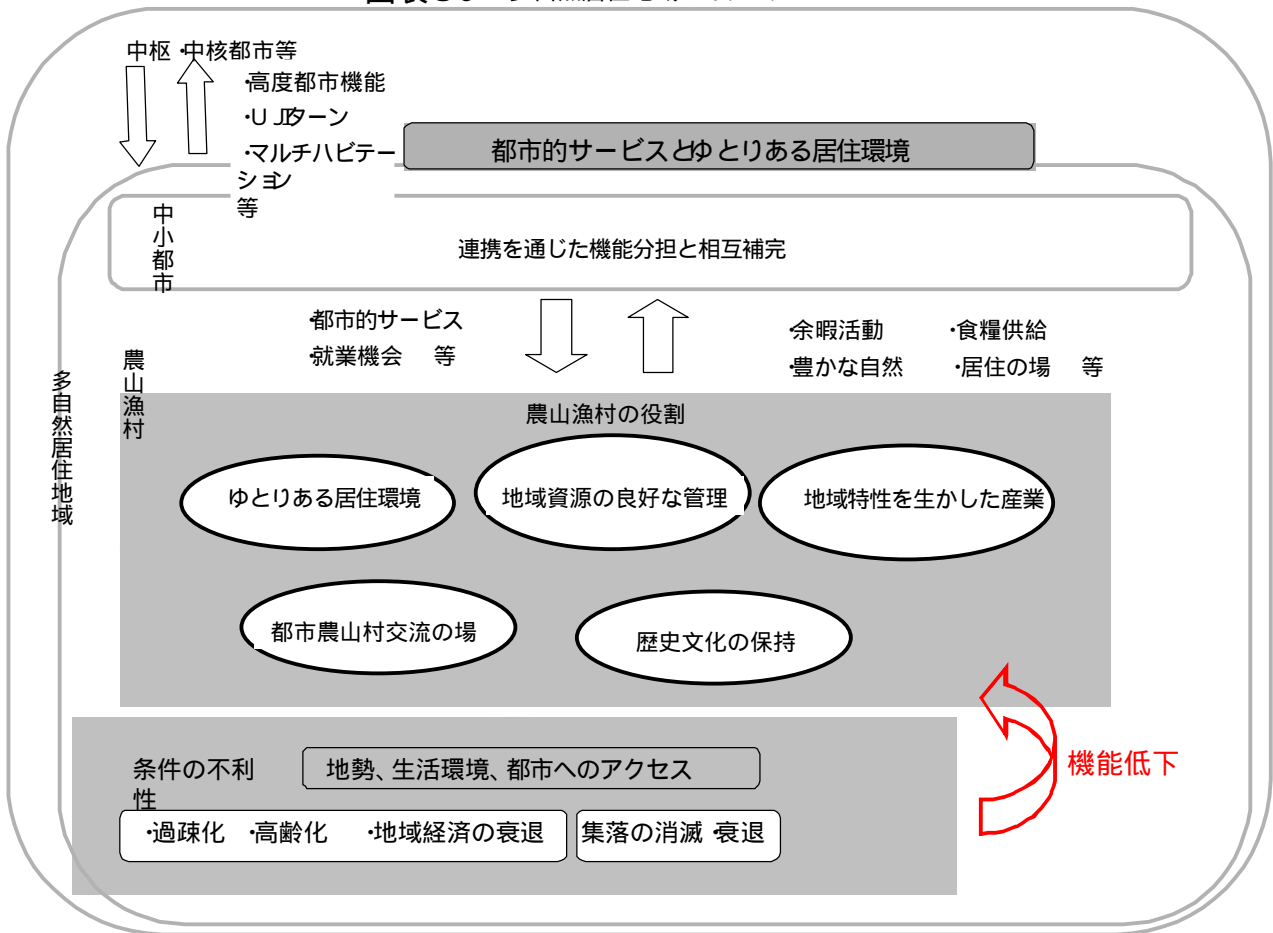 中枢・中核都市等
・高度都市機能
・U JIターン
・マルチハビテー
ション
等
都市的サービスとゆとりある居住環境
中小都市
連携を通じた機能分担と相互補完
・都市的サービス
・就業機会 等
・余暇活動 ・食糧供給
・豊かな自然 ・居住の場 等
多自然居住地域
農山漁村
農山漁村の役割
ゆとりある居住環境
地域資源の良好な管理
地域特性を生かした産業
都市農山村交流の場
歴史文化の保持
機能低下
条件の不利
性
地勢、生活環境、都市へのアクセス
・過疎化 ・高齢化 ・地域経済の衰退
集落の消滅・衰退